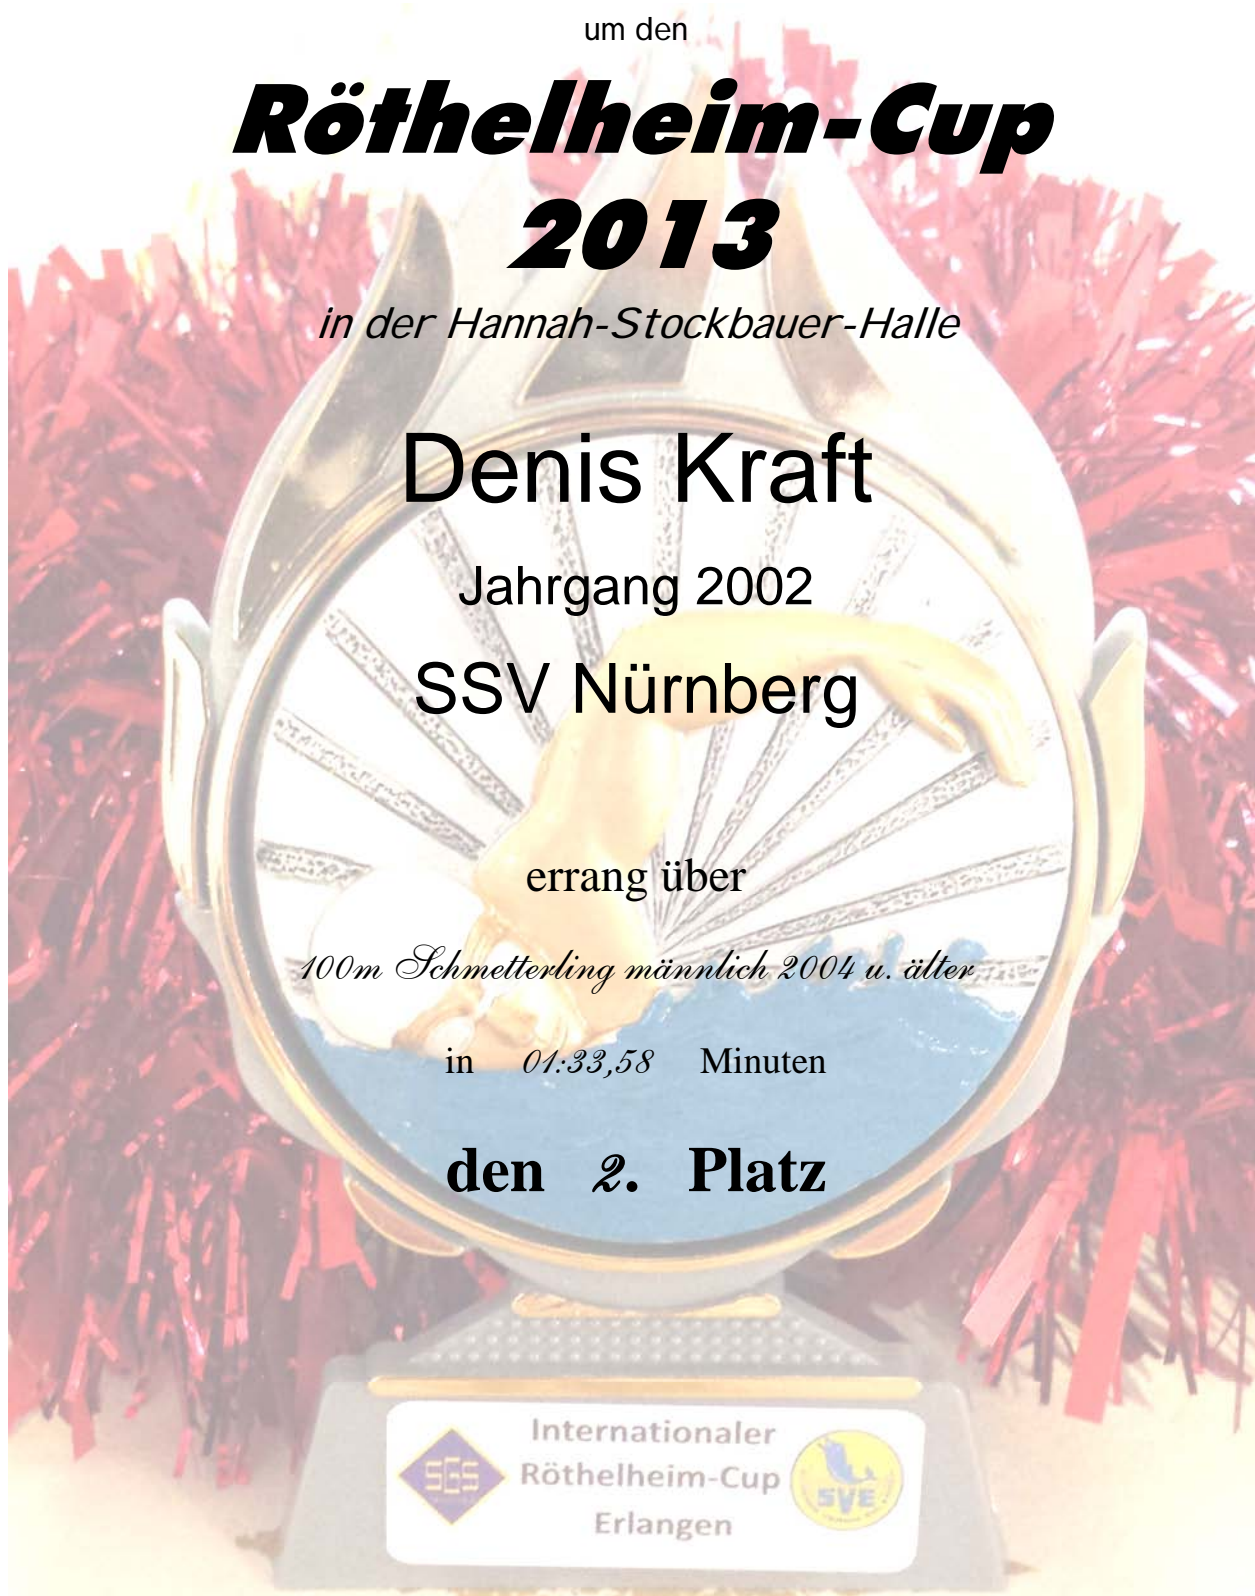 um den
Röthelheim-Cup
2013
in der Hannah-Stockbauer-Halle
Denis Kraft
Jahrgang 2002
SSV Nürnberg
errang über
100m Schmetterling männlich 2004 u. älter
in 01:33,58 Minuten
den 2. Platz
Internationaler
SGS Röthelheim-Cup SVE
Erlangen